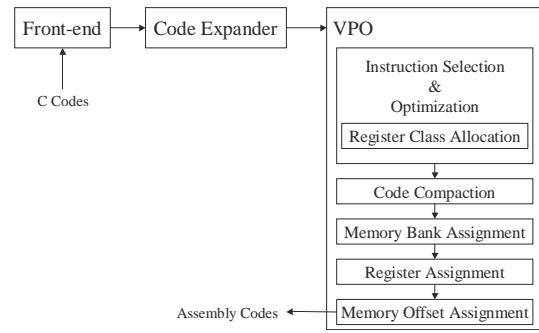 Front-end
Code Expander
VPO
Instruction Selection
&
Optimization
Register Class Allocation
C Codes
Code Compaction
Memory Bank Assignment
Register Assignment
Assembly Codes
Memory Offset Assignment